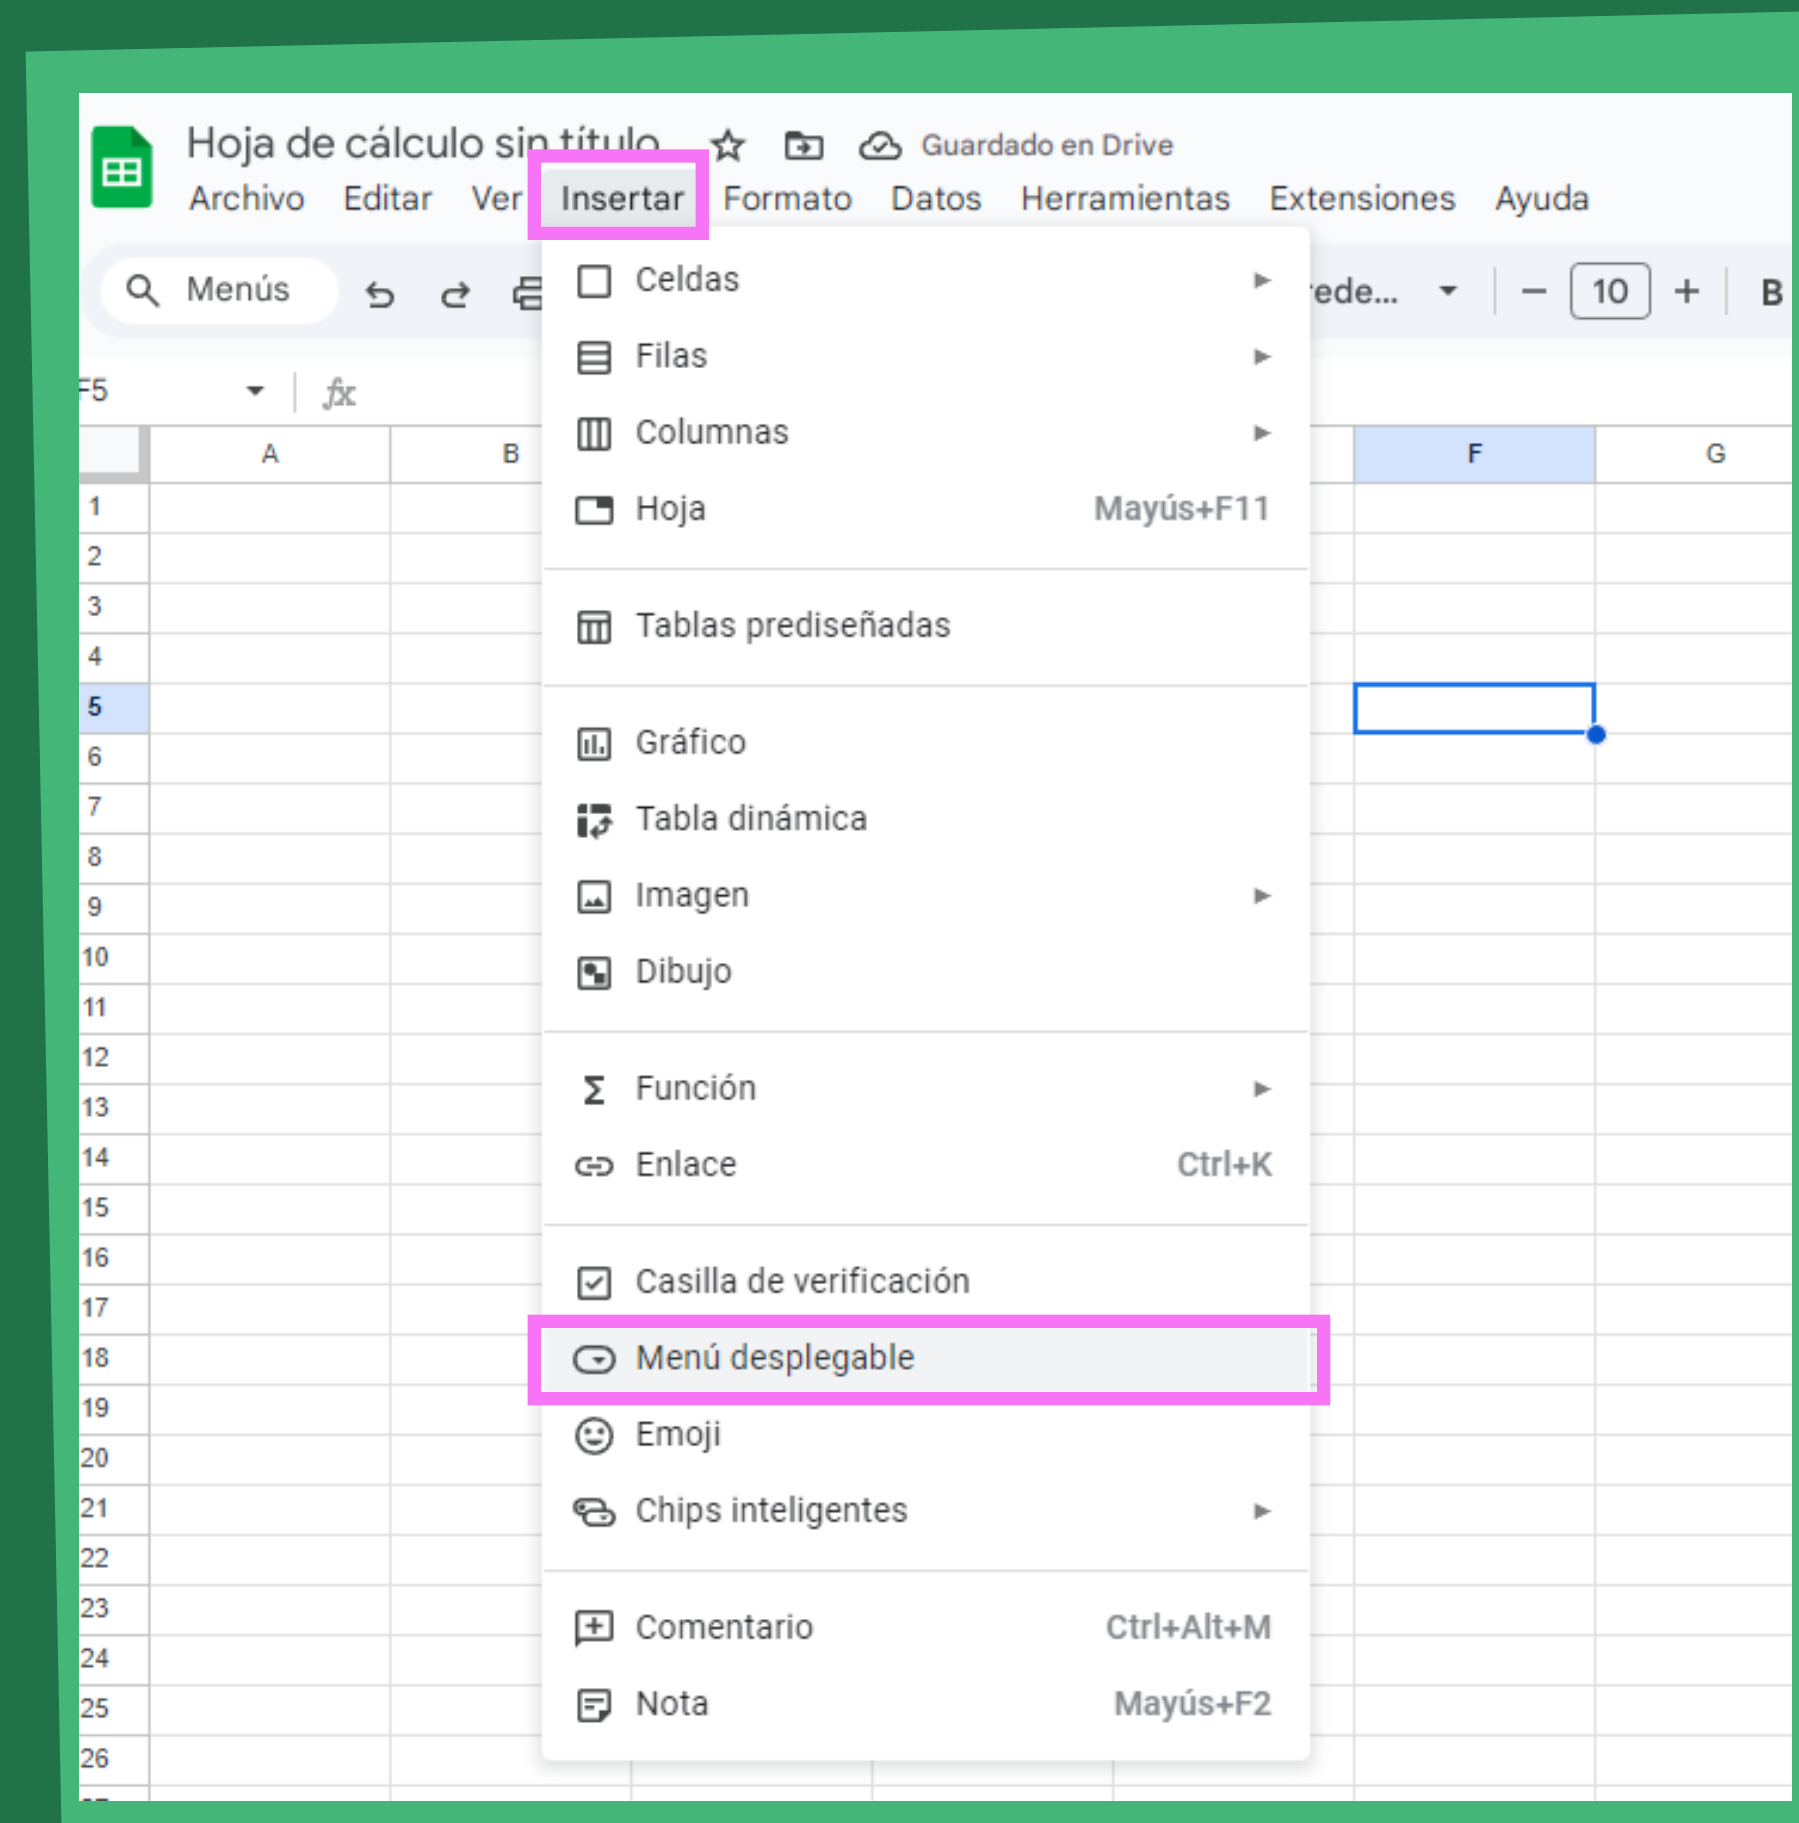 Hoja de cálculo sin título
Guardado en Drive
Archivo Editar Ver Insertar Formato Datos Herramientas Extensiones Ayuda
Menús
10 + B
F5 fx
A B F G
Celdas
Filas
Columnas
Hoja Mayús+F11
Tablas prediseñadas
Gráfico
Tabla dinámica
Imagen
Dibujo
Σ Función
Enlace Ctrl+K
Casilla de verificación
Menú desplegable
Emoji
Chips inteligentes
Comentario Ctrl+Alt+M
Nota Mayús+F2
1
2
3
4
5
6
7
8
9
10
11
12
13
14
15
16
17
18
19
20
21
22
23
24
25
26